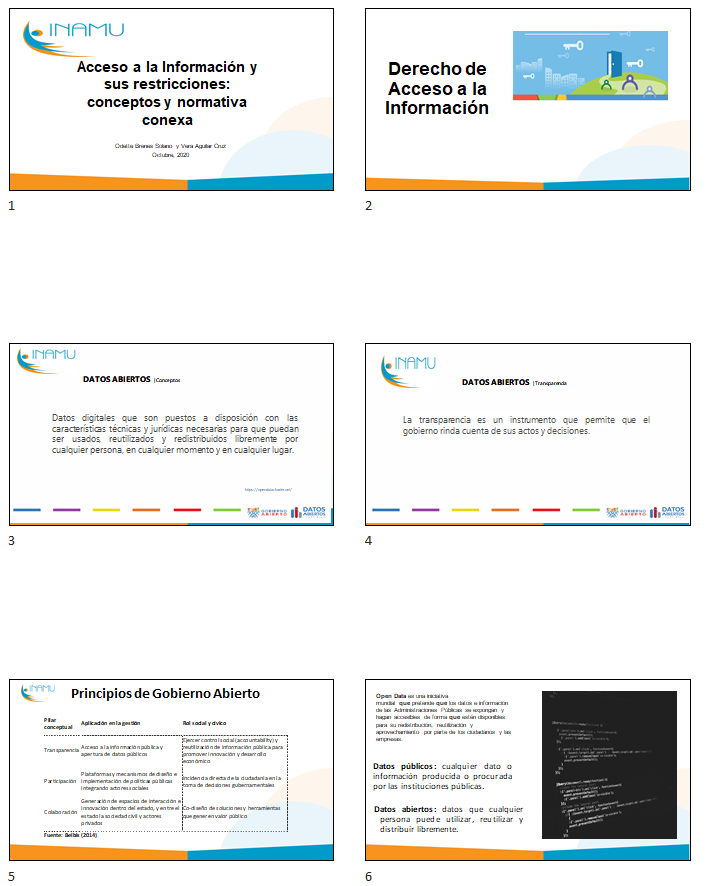 INAMU
Acceso a la Información y
sus restricciones:
conceptos y normativa
conexa
Odelia Brenes Solano y Vera Aguilar Cruz
Octubre, 2020
1
Derecho de
Acceso a la
Información
2
INAMU
DATOS ABIERTOS |Conceptos
Datos digitales que son puestos a disposición con las
características técnicas y jurídicas necesarias para que puedan
ser usados, reutilizados y redistribuidos libremente por
cualquier persona, en cualquier momento y en cualquier lugar.
https://opendatacharter.net/
GOBIERNO
ABIERTO
DATOS
ABIERTOS
3
INAMU
DATOS ABIERTOS |Transparencia
La transparencia es un instrumento que permite que el
gobierno rinda cuenta de sus actos y decisiones.
GOBIERNO
ABIERTO
DATOS
ABIERTOS
4
INAMU
Principios de Gobierno Abierto
Pilar
conceptual
Aplicación en la gestión
Rol social y cívico
Transparencia
Acceso a la información pública y
apertura de datos públicos
Ejercer control social (accountability) y
reutilización de información pública para
promover innovación y desarrollo
económico
Participación
Plataformas y mecanismos de diseño e
implementación de políticas públicas
integrando actores sociales
Incidencia directa de la ciudadanía en la
toma de decisiones gubernamentales
Colaboración
Generación de espacios de interacción e
innovación dentro del estado, y entre el
estado la sociedad civil y actores
privados
Co-diseño de soluciones y herramientas
que generen valor público
Fuente: Belbis (2014)
5
Open Data es una iniciativa
mundial que pretende que los datos e información
de las Administraciones Públicas se expongan y
hagan accesibles de forma que estén disponibles
para su redistribución, reutilización y
aprovechamiento por parte de los ciudadanos y las
empresas.
Datos públicos: cualquier dato o
información producida o procurada
por las instituciones públicas.
Datos abiertos: datos que cualquier
persona puede utilizar, reutilizar y
distribuir libremente.
6